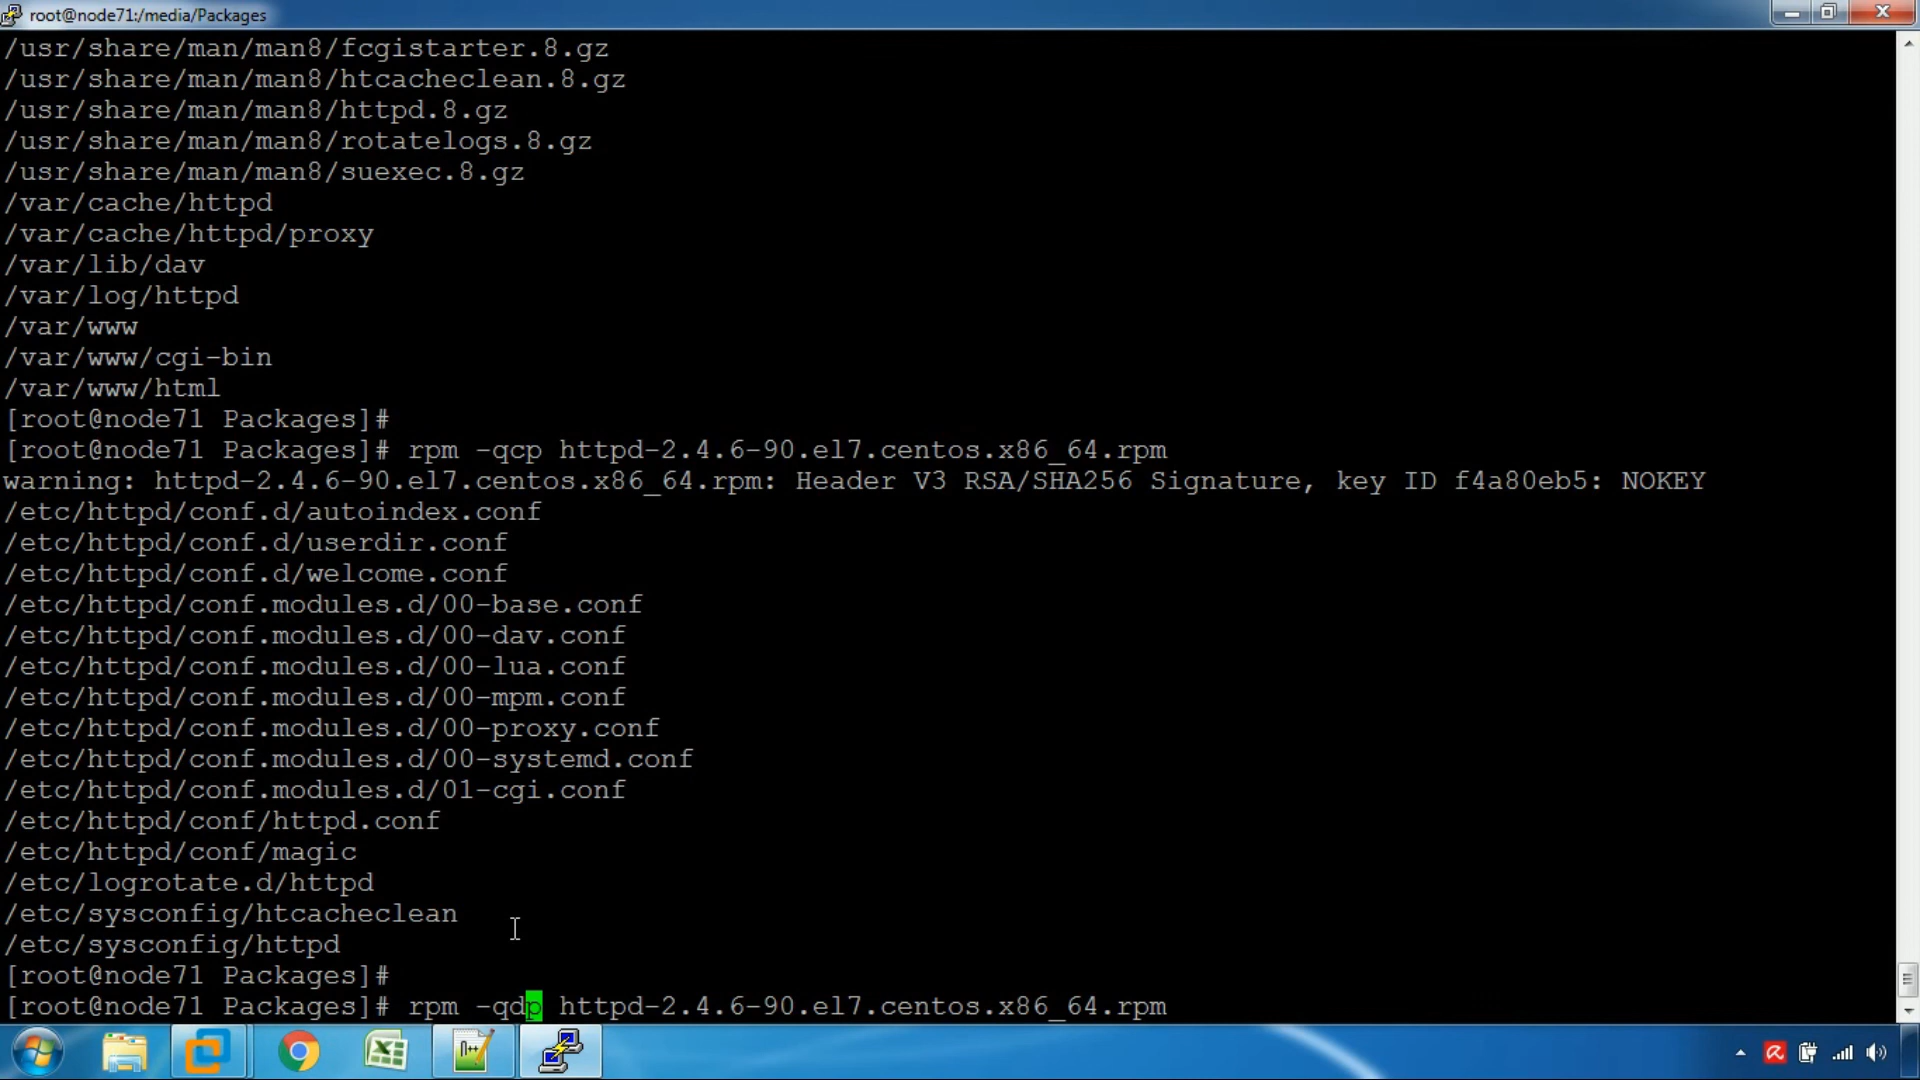 root@node71:/media/Packages
/usr/share/man/man8/fcgistarter.8.gz
/usr/share/man/man8/htcacheclean.8.gz
/usr/share/man/man8/httpd.8.gz
/usr/share/man/man8/rotatelogs.8.gz
/usr/share/man/man8/suexec.8.gz
/var/cache/httpd
/var/cache/httpd/proxy
/var/lib/dav
/var/log/httpd
/var/www
/var/www/cgi-bin
/var/www/html
[root@node71 Packages]#
[root@node71 Packages]# rpm -qcp httpd-2.4.6-90.el7.centos.x86_64.rpm
warning: httpd-2.4.6-90.el7.centos.x86_64.rpm: Header V3 RSA/SHA256 Signature, key ID f4a80eb5: NOKEY
/etc/httpd/conf.d/autoindex.conf
/etc/httpd/conf.d/userdir.conf
/etc/httpd/conf.d/welcome.conf
/etc/httpd/conf.modules.d/00-base.conf
/etc/httpd/conf.modules.d/00-dav.conf
/etc/httpd/conf.modules.d/00-lua.conf
/etc/httpd/conf.modules.d/00-mpm.conf
/etc/httpd/conf.modules.d/00-proxy.conf
/etc/httpd/conf.modules.d/00-systemd.conf
/etc/httpd/conf.modules.d/01-cgi.conf
/etc/httpd/conf/httpd.conf
/etc/httpd/conf/magic
/etc/logrotate.d/httpd
/etc/sysconfig/htcacheclean
/etc/sysconfig/httpd
[root@node71 Packages]#
[root@node71 Packages]# rpm -qdp httpd-2.4.6-90.el7.centos.x86_64.rpm